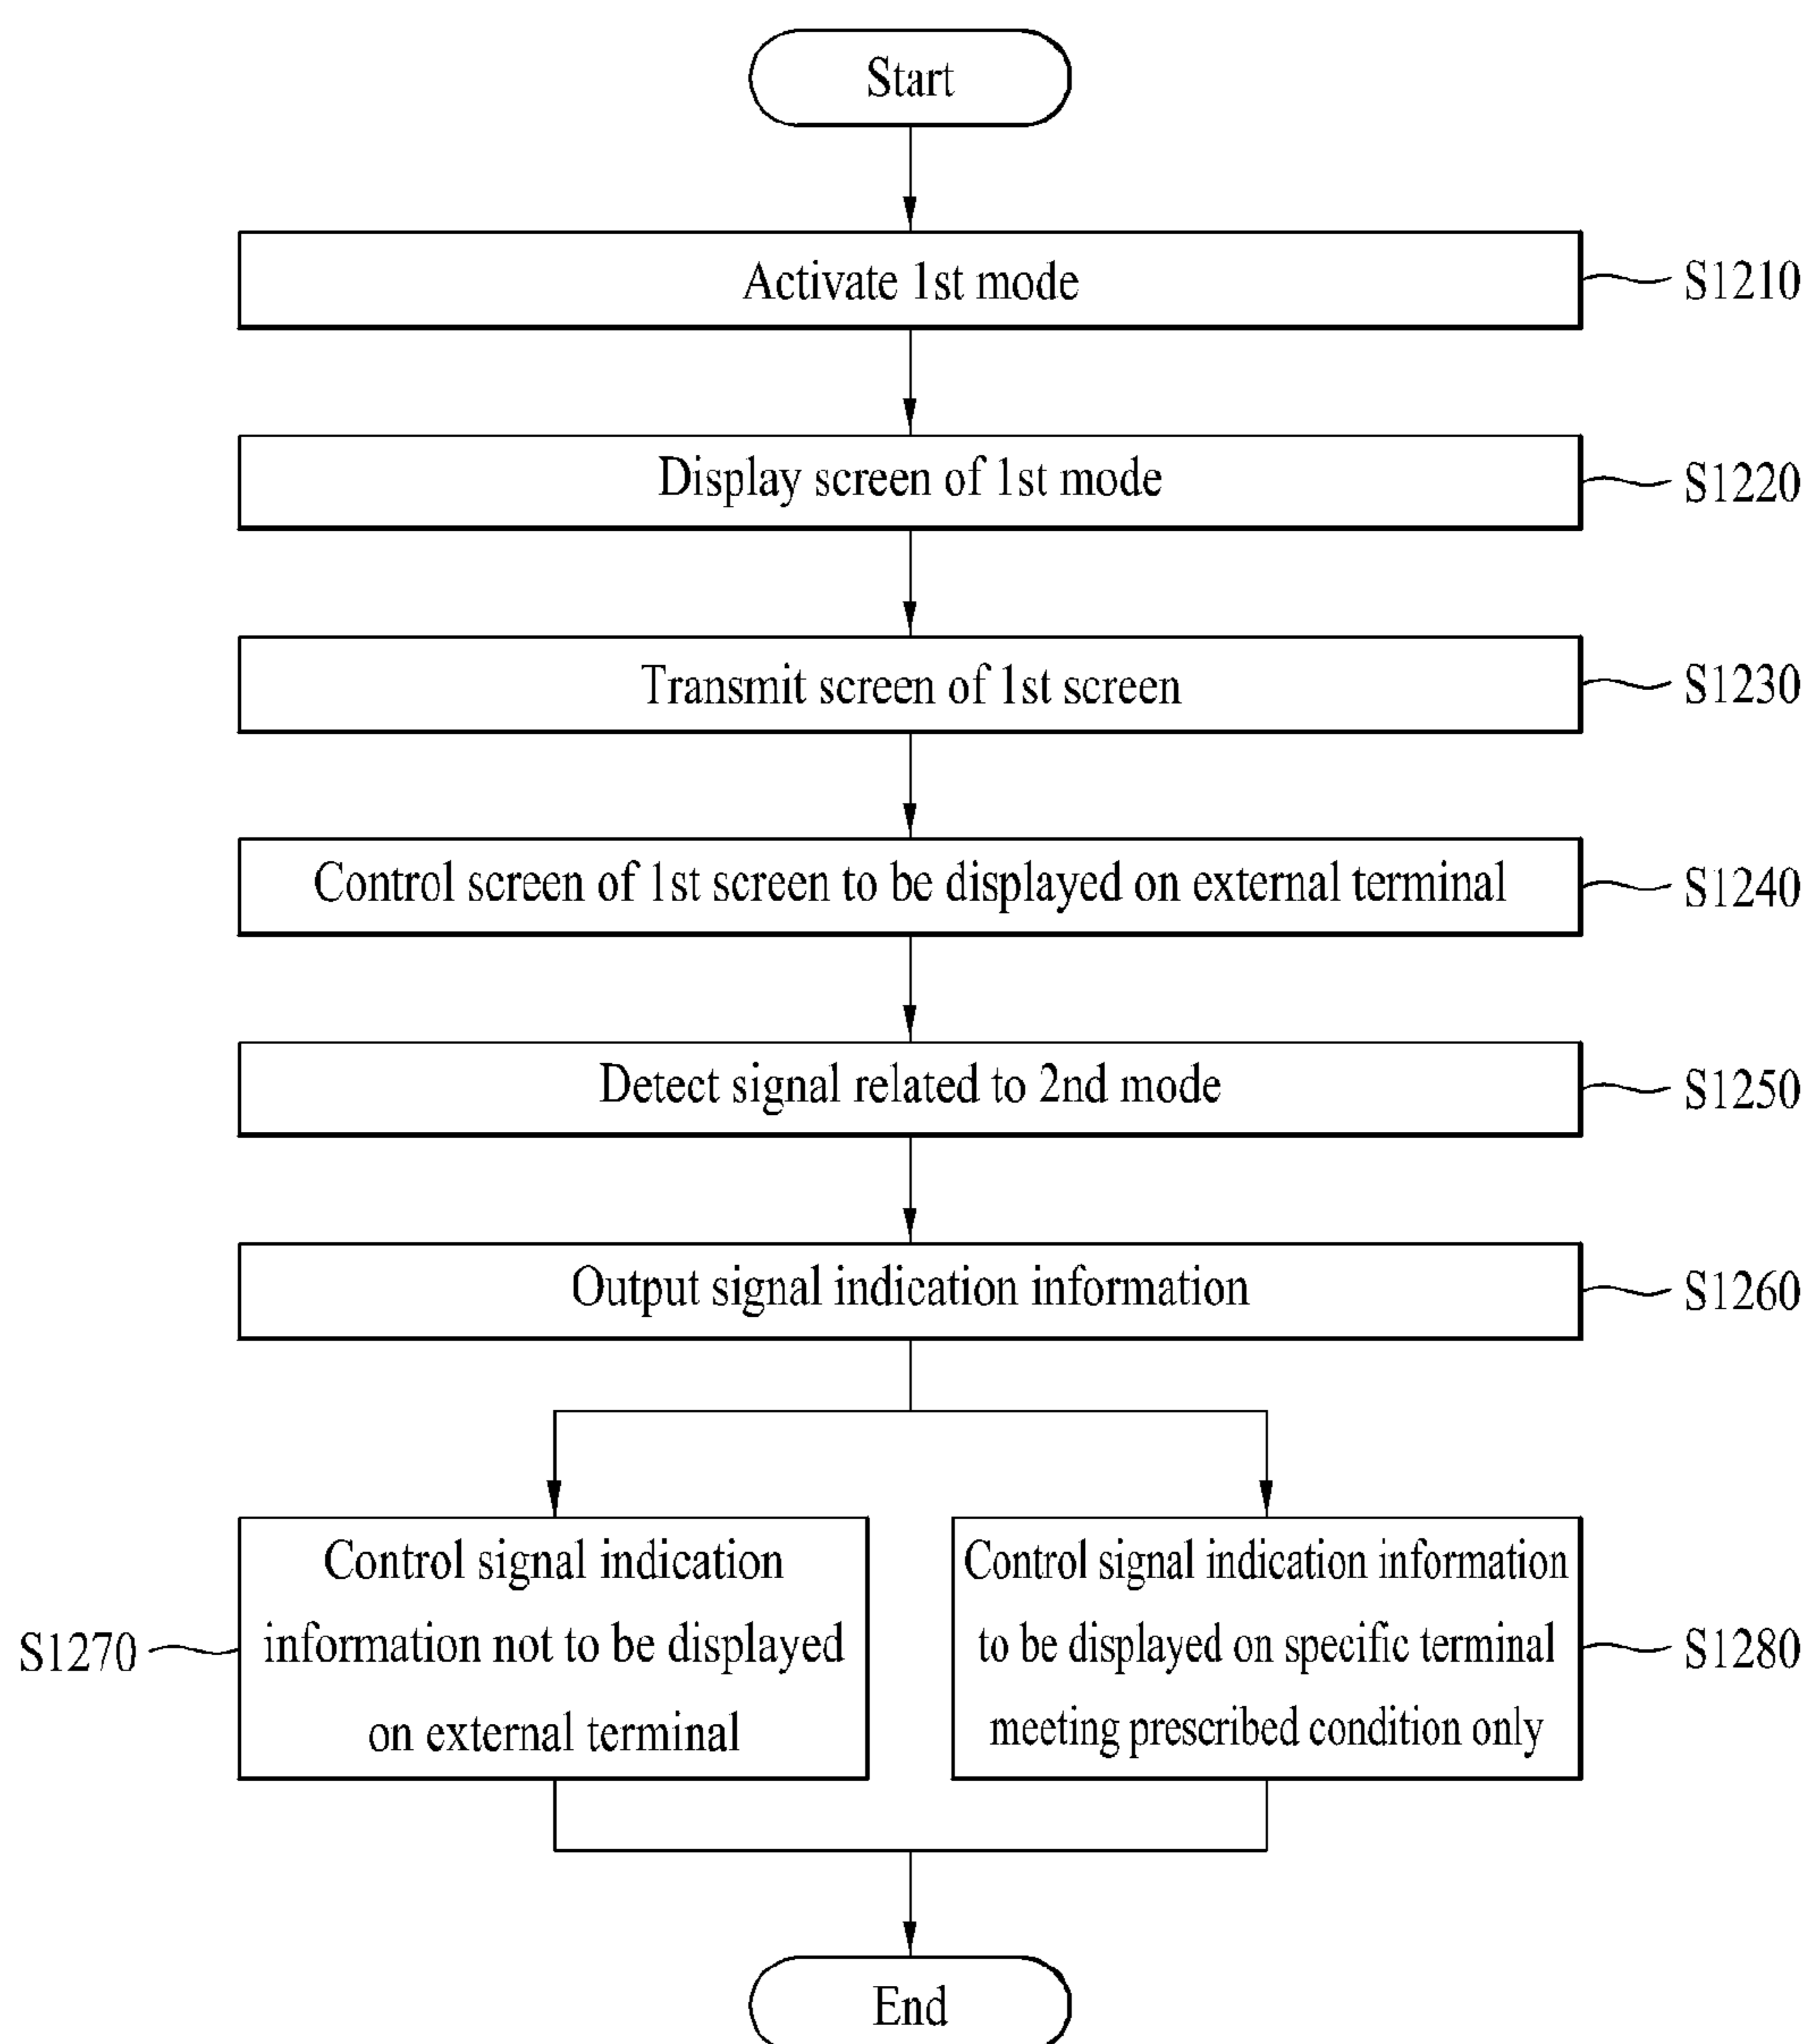 Start
Activate 1st mode
S1210
Display screen of 1st mode
S1220
Transmit screen of 1st screen
S1230
Control screen of 1st screen to be displayed on external terminal
S1240
Detect signal related to 2nd mode
S1250
Output signal indication information
S1260
S1270
Control signal indication
information not to be displayed
on external terminal
Control signal indication information
to be displayed on specific terminal
meeting prescribed condition only
S1280
End